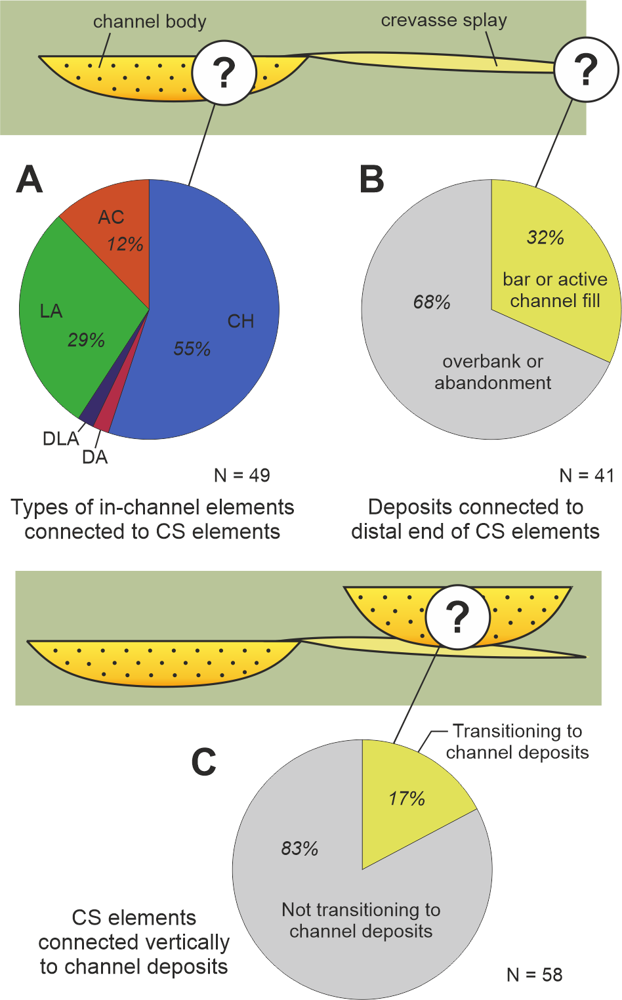 channel body
crevasse splay
?
?
A
B
AC
12%
LA
29%
CH
55%
DLA
DA
32%
bar or active
channel fill
68%
overbank or
abandonment
N = 49
N = 41
Types of in-channel elements
connected to CS elements
Deposits connected to
distal end of CS elements
?
C
Transitioning to
channel deposits
17%
83%
Not transitioning to
channel deposits
CS elements
connected vertically
to channel deposits
N = 58